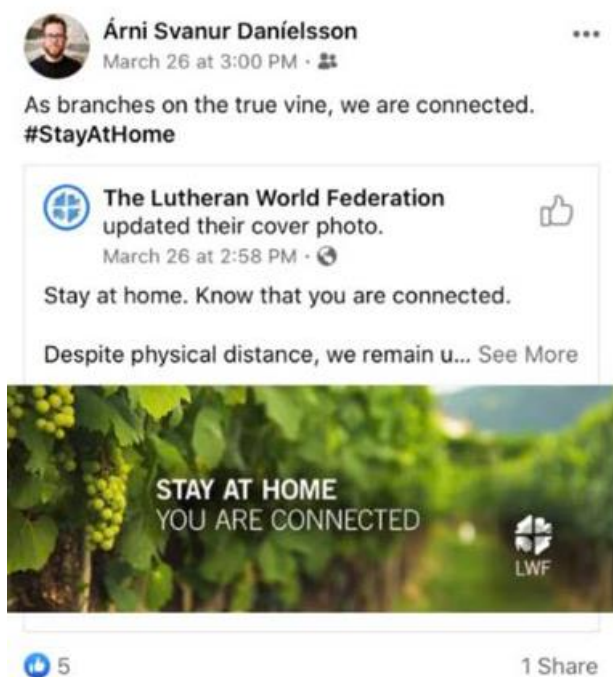 Árni Svanur Daníelsson
March 26 at 3:00 PM ·
As branches on the true vine, we are connected.
#StayAtHome
The Lutheran World Federation
updated their cover photo.
March 26 at 2:58 PM ·
Stay at home. Know that you are connected.
Despite physical distance, we remain u... See More
STAY AT HOME
YOU ARE CONNECTED
LWF
5
1 Share